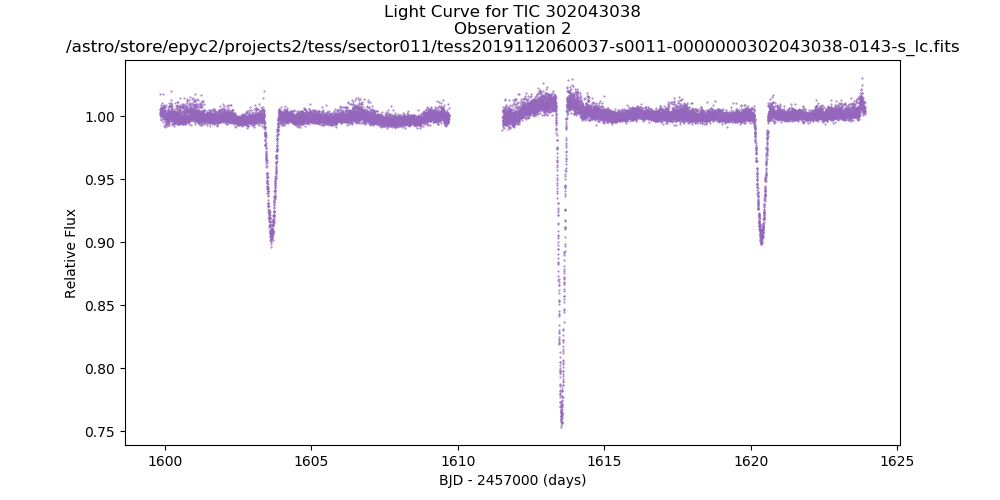 Light Curve for TIC 302043038
Observation 2
/astro/store/epyc2/projects2/tess/sector011/tess2019112060037-s0011-0000000302043038-0143-s_lc.fits
1.00
0.95
0.90
0.85
0.80
0.75
Relative Flux
1600
1605
1610
1615
1620
1625
BJD - 2457000 (days)